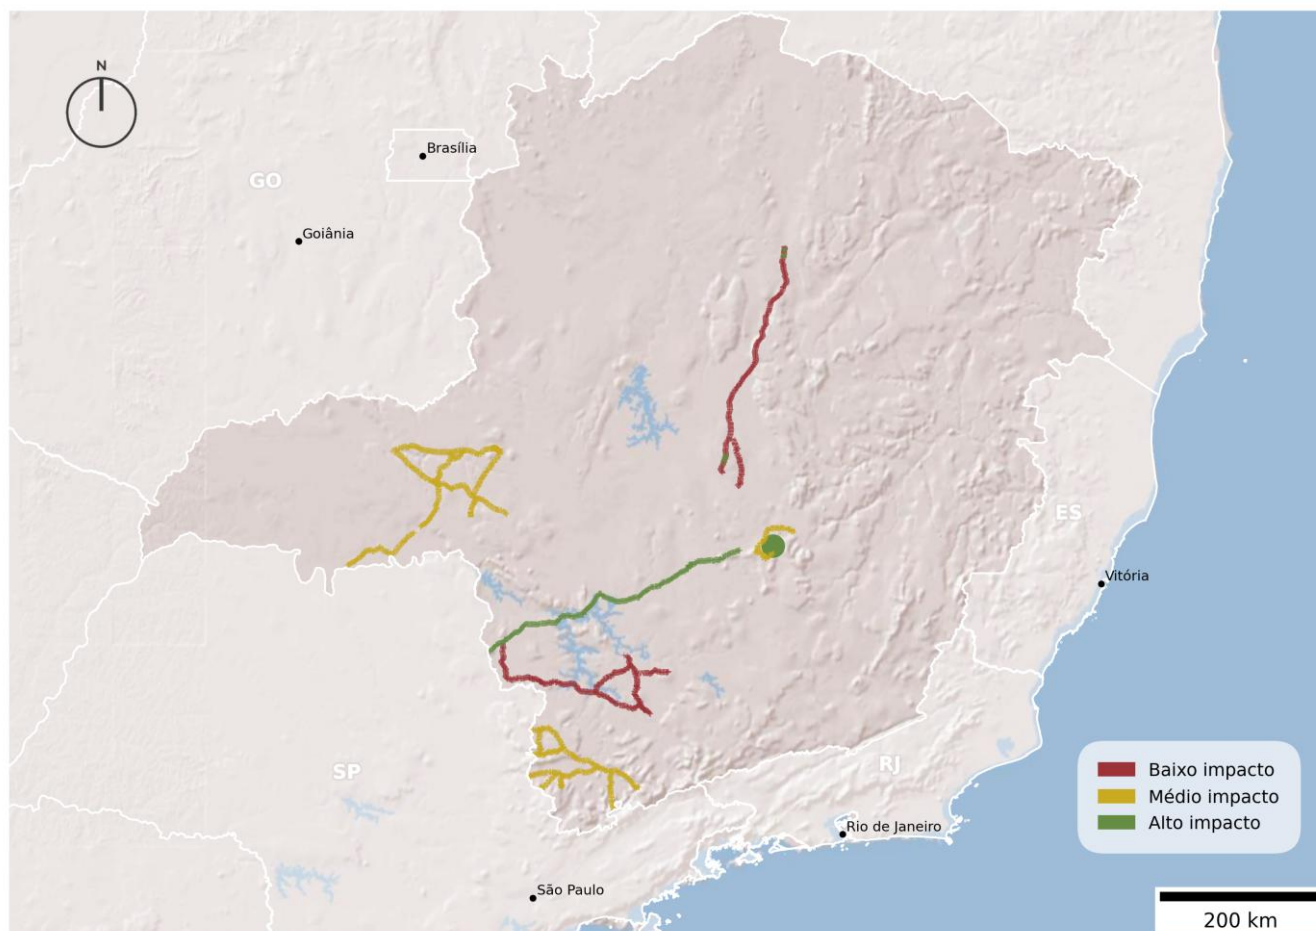 N
Brasília
GO
Goiânia
ES
Vitória
SP
RJ
Baixo impacto
Médio impacto
Alto impacto
Rio de Janeiro
São Paulo
200 km